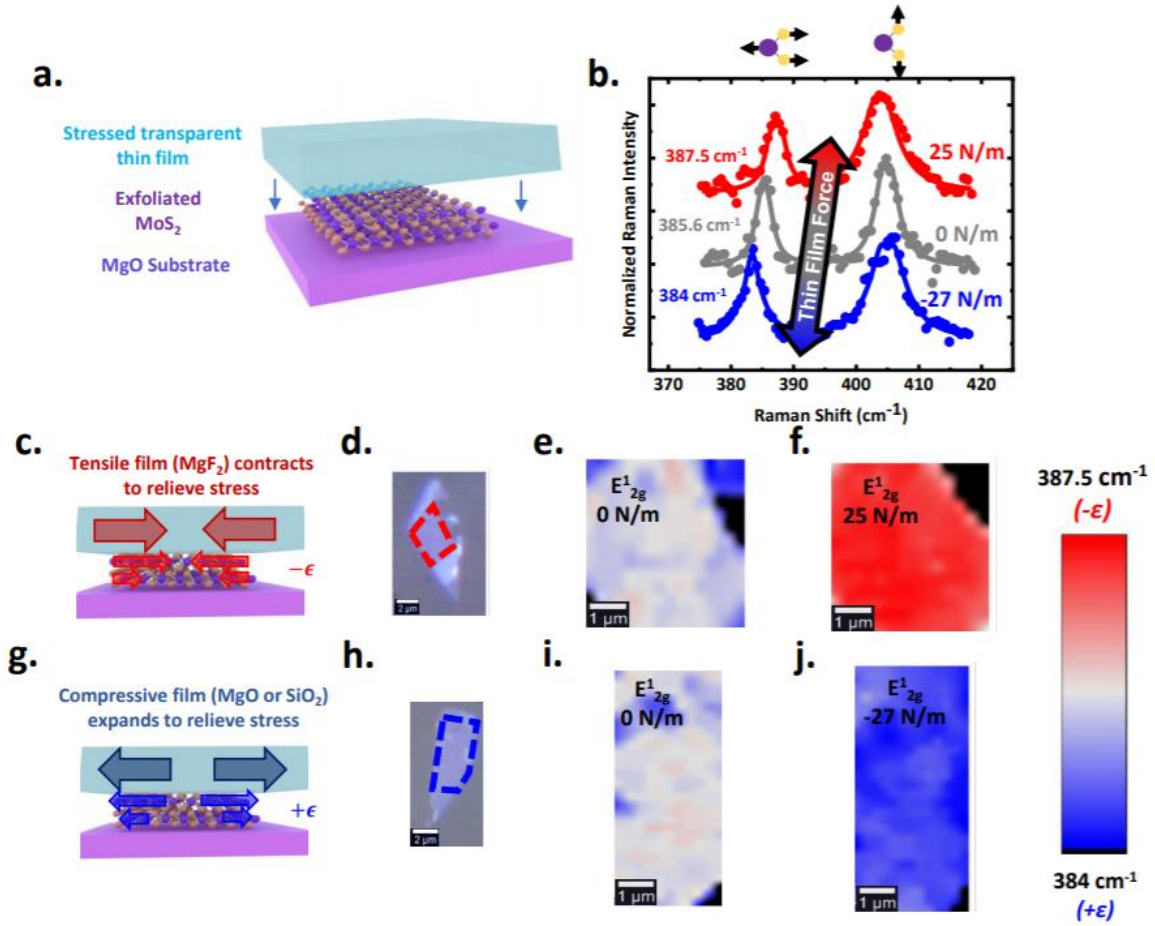 a.
Stressed transparent
thin film
Exfoliated
MoS₂
MgO Substrate
b.
Normalized Raman Intensity
387.5 cm⁻¹
25 N/m
385.6 cm⁻¹
0 N/m
384 cm⁻¹
-27 N/m
Thin Film Force
370 380 390 400 410 420
Raman Shift (cm⁻¹)
c.
Tensile film (MgF₂) contracts
to relieve stress
−ϵ
d.
2 µm
e.
E¹₂g
0 N/m
1 µm
f.
E¹₂g
25 N/m
1 µm
387.5 cm⁻¹
(-ε)
g.
Compressive film (MgO or SiO₂)
expands to relieve stress
+ϵ
h.
2 µm
i.
E¹₂g
0 N/m
1 µm
j.
E¹₂g
-27 N/m
1 µm
384 cm⁻¹
(+ε)